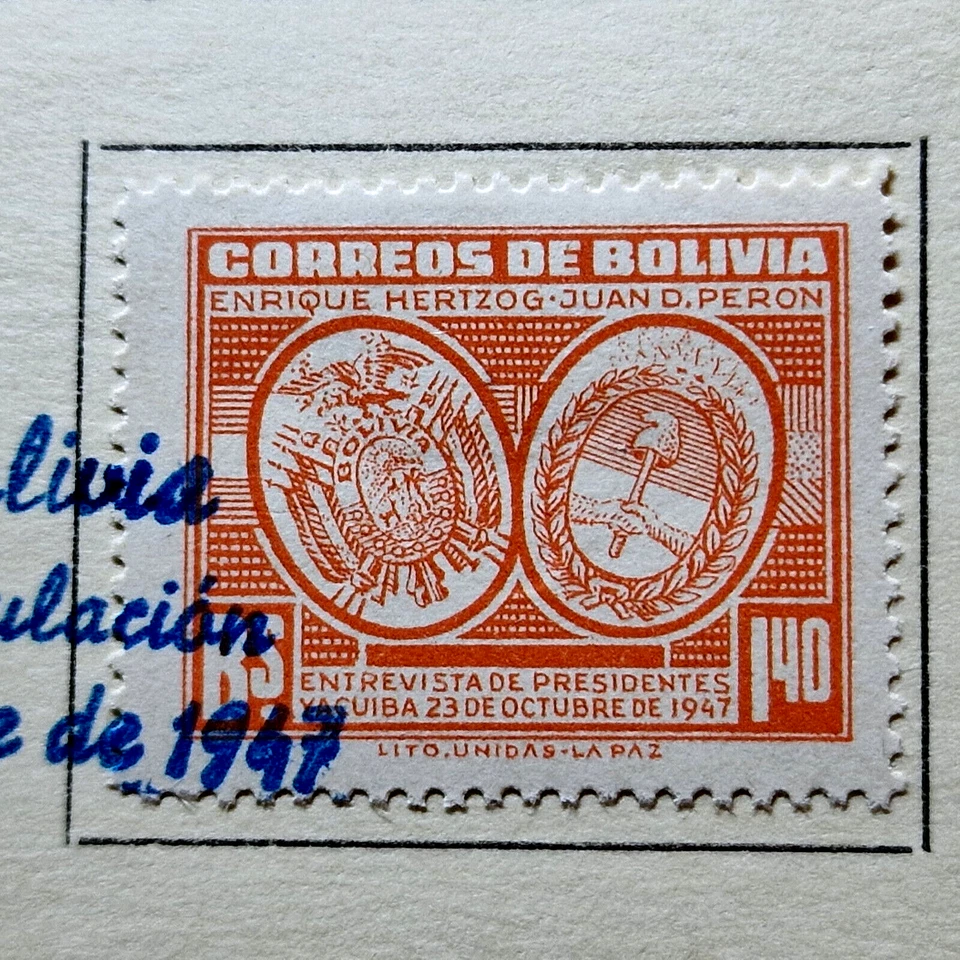 CORREOS DE BOLIVIA
ENRIQUE HERTZOG·JUAN D. PERON
BOLIVIA
livia
ulación
e de 1947
BS
1.40
ENTREVISTA DE PRESIDENTES
YACUIBA 23 DE OCTUBRE DE 1947
LITO. UNIDAS-LA PAZ